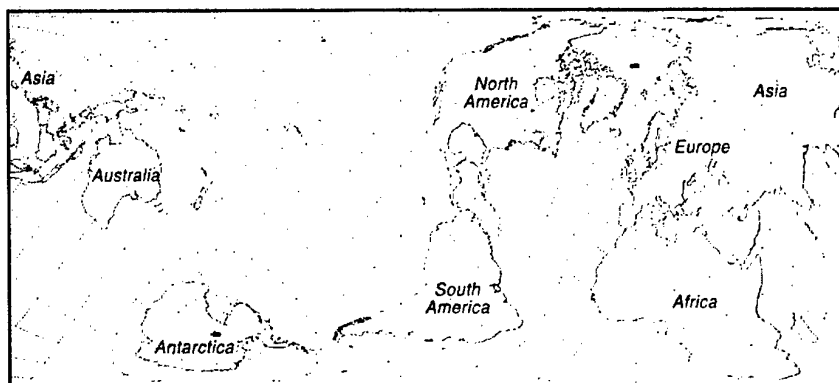 Asia
North
America
Asia
Europe
Australia
South
America
Africa
Antarctica